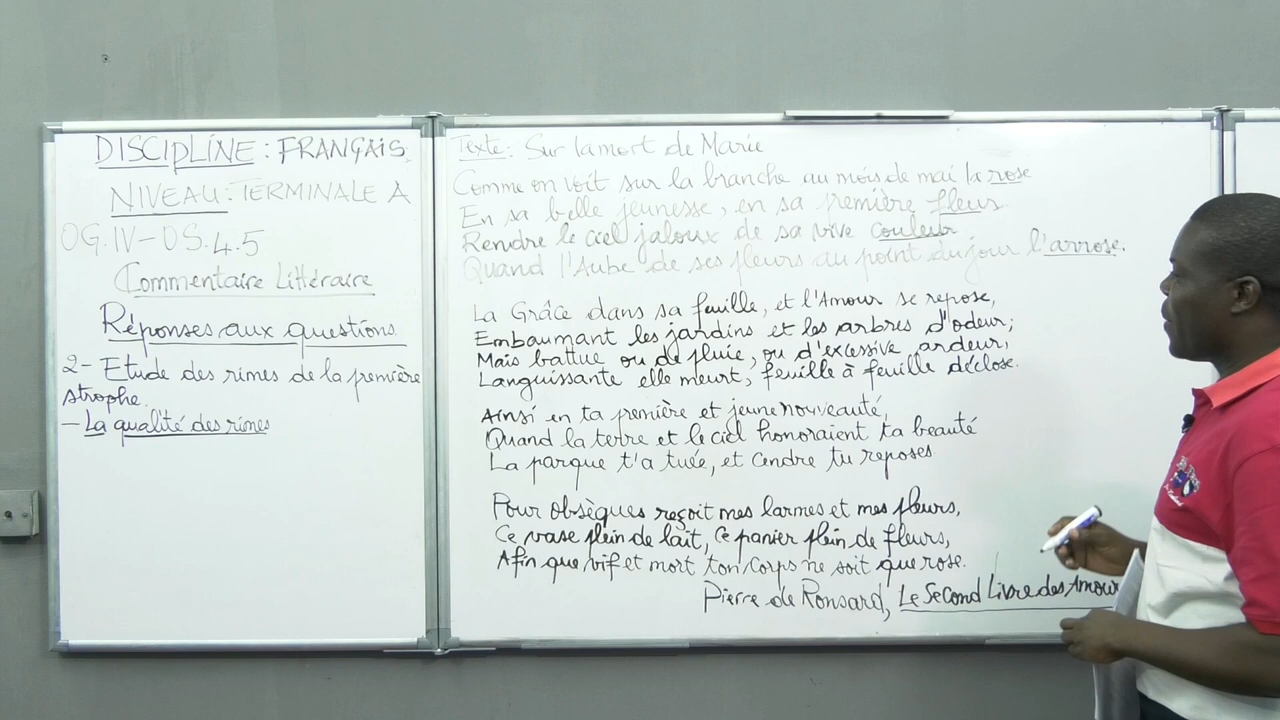 DISCIPLINE : FRANÇAIS.
NIVEAU : TERMINALE A
OG.IV-OS.4.5
Commentaire Littéraire
Réponses aux questions
2- Etude des rimes de la première
strophe.
- La qualité des rimes
Texte : Sur la mort de Marie
Comme on voit sur la branche au mois de mai la rose
En sa belle jeunesse, en sa première fleur
Rendre le ciel jaloux de sa vive couleur
Quand l'Aube de ses fleurs au point du jour l'arrose.
La Grâce dans sa feuille, et l'Amour se repose,
Embaumant les jardins et les arbres d'odeur;
Mais battue ou de pluie, ou d'excessive ardeur,
Languissante elle meurt, feuille à feuille déclose.
Ainsi en ta première et jeune nouveauté,
Quand la terre et le ciel honoraient ta beauté
La parque t'a tuée, et cendre tu reposes
Pour obsèques reçoit mes larmes et mes pleurs,
Ce vase plein de lait, ce panier plein de fleurs,
Afin que vif et mort ton corps ne soit que rose.
Pierre de Ronsard, Le Second Livre des Amour